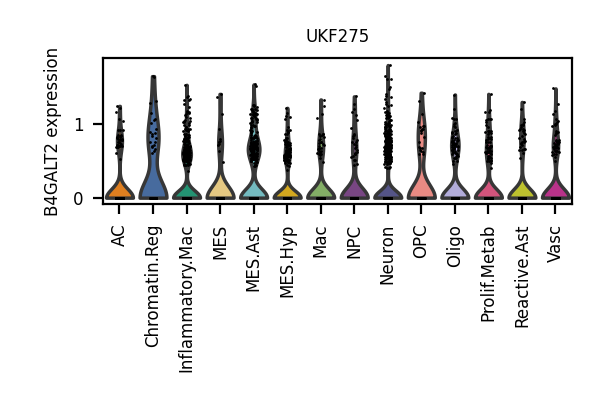 UKF275
B4GALT2 expression
1
0
AC
Chromatin.Reg
Inflammatory.Mac
MES
MES.Ast
MES.Hyp
Mac
NPC
Neuron
OPC
Oligo
Prolif.Metab
Reactive.Ast
Vasc